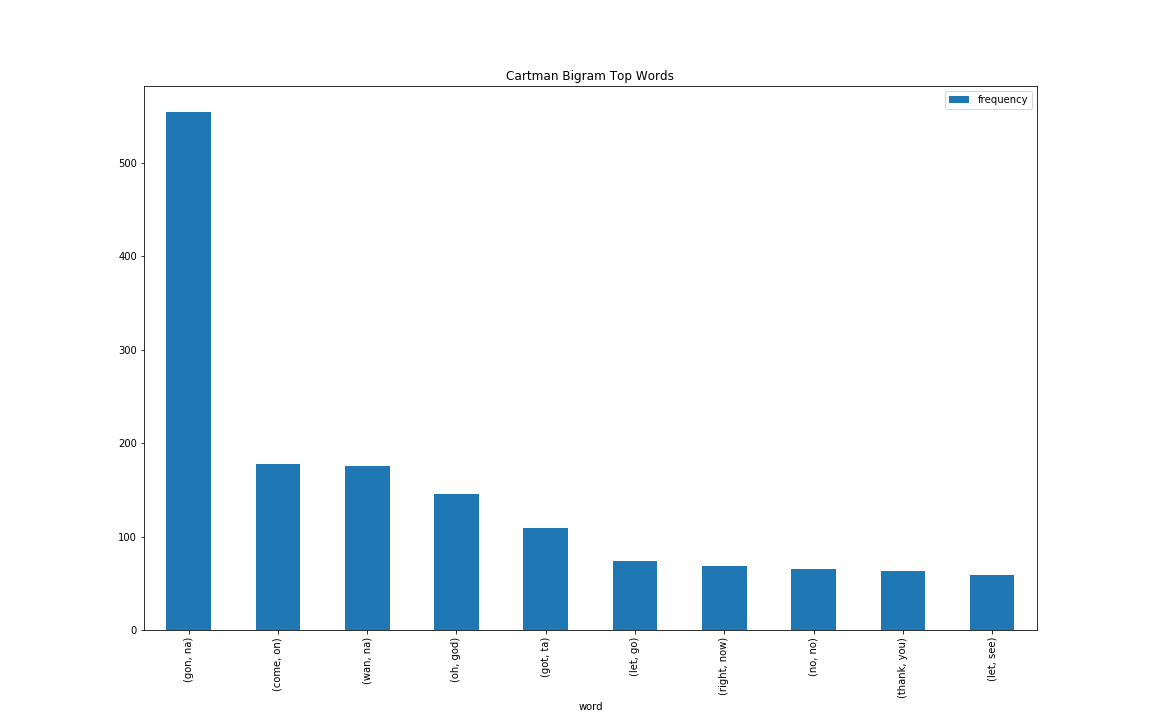 Cartman Bigram Top Words
frequency
500
400
300
200
100
0
(gon, na)
(come, on)
(wan, na)
(oh, god)
(got, ta)
(let, go)
(right, now)
(no, no)
(thank, you)
(let, see)
word